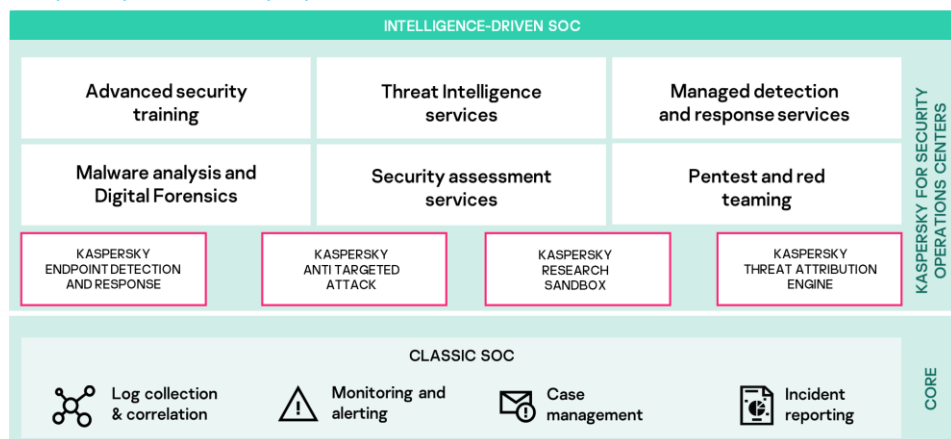 INTELLIGENCE-DRIVEN SOC
Advanced security
training
Threat Intelligence
services
Managed detection
and response services
Malware analysis and
Digital Forensics
Security assessment
services
Pentest and red
teaming
KASPERSKY
ENDPOINT DETECTION
AND RESPONSE
KASPERSKY
ANTI TARGETED
ATTACK
KASPERSKY
RESEARCH
SANDBOX
KASPERSKY
THREAT ATTRIBUTION
ENGINE
KASPERSKY FOR SECURITY
OPERATIONS CENTERS
CLASSIC SOC
Log collection
& correlation
Monitoring and
alerting
Case
management
Incident
reporting
CORE